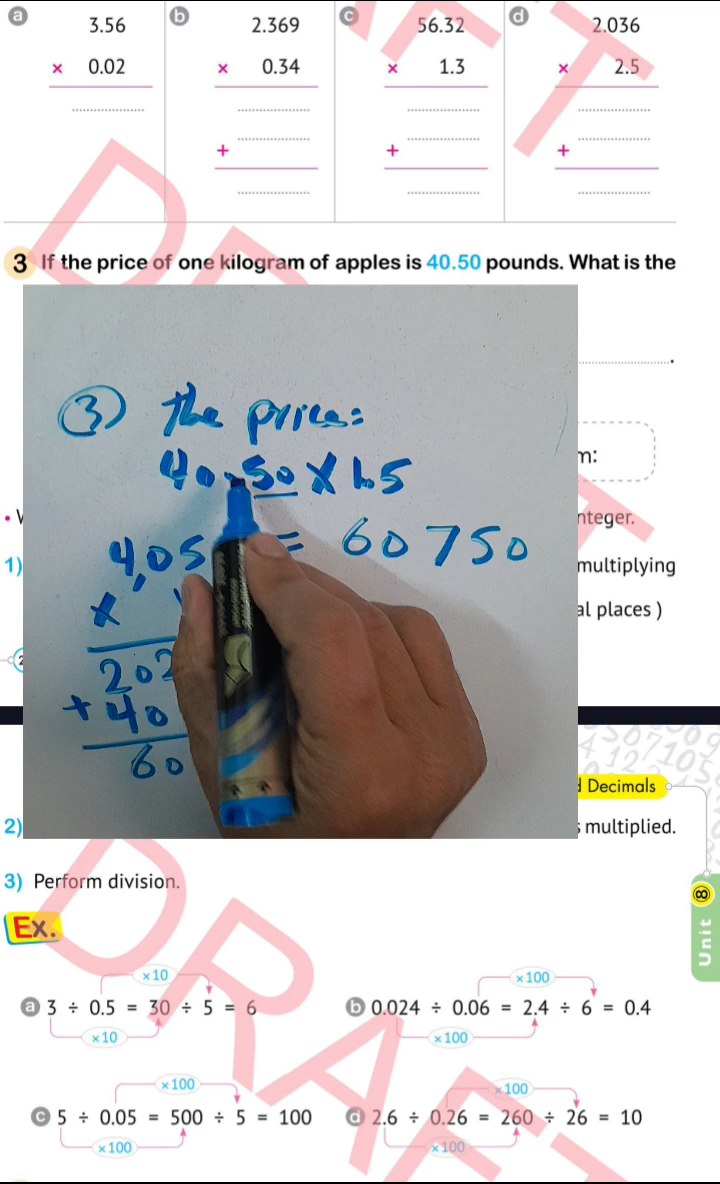 a 3.56 b 2.369 c 56.32 d 2.036
× 0.02 × 0.34 × 1.3 × 2.5
+ + +
3 If the price of one kilogram of apples is 40.50 pounds. What is the
3 The price:
40.50 × 1.5
= 60750
4,05
×
202
+ 40
60
m:
nteger.
1) multiplying
al places )
2
d Decimals
2) s multiplied.
3) Perform division.
Unit 8
Ex.
×10 ×100
a 3 ÷ 0.5 = 30 ÷ 5 = 6 b 0.024 ÷ 0.06 = 2.4 ÷ 6 = 0.4
×10 ×100
×100 ×100
c 5 ÷ 0.05 = 500 ÷ 5 = 100 d 2.6 ÷ 0.26 = 260 ÷ 26 = 10
×100 ×100
DRAFT
DRAFT